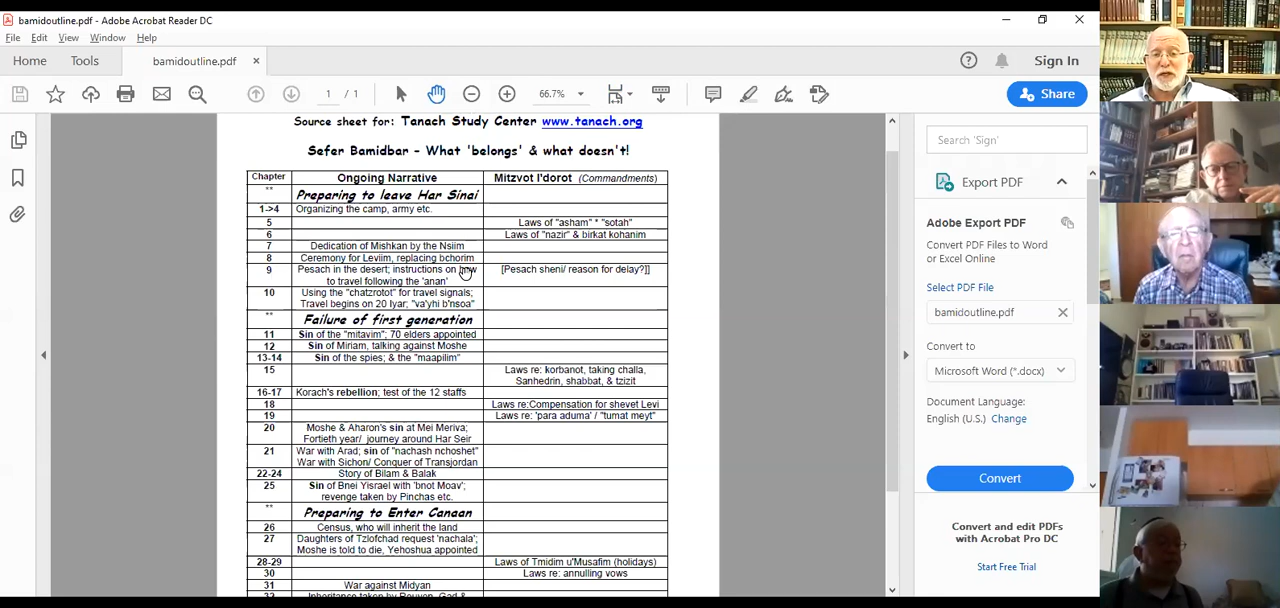 bamidoutline.pdf - Adobe Acrobat Reader DC
File Edit View Window Help
Home Tools bamidoutline.pdf × Sign In
1 / 1 66.7% Share
Source sheet for: Tanach Study Center www.tanach.org
Sefer Bamidbar - What 'belongs' & what doesn't!
Chapter Ongoing Narrative Mitzvot l'dorot (Commandments)
** Preparing to leave Har Sinai
1->4 Organizing the camp, army etc.
5 Laws of "asham" * "sotah"
6 Laws of "nazir" & birkat kohanim
7 Dedication of Mishkan by the Nsiim
8 Ceremony for Leviim, replacing bchorim
9 Pesach in the desert; instructions on how [Pesach sheni/ reason for delay?]]
to travel following the 'anan'
10 Using the "chatzrotot" for travel signals;
Travel begins on 20 Iyar; "va'yhi b'nsoa"
** Failure of first generation
11 Sin of the "mitavim"; 70 elders appointed
12 Sin of Miriam, talking against Moshe
13-14 Sin of the spies; & the "maapilim"
15 Laws re: korbanot, taking challa,
Sanhedrin, shabbat, & tzizit
16-17 Korach's rebellion; test of the 12 staffs
18 Laws re:Compensation for shevet Levi
19 Laws re: 'para aduma' / "tumat meyt"
20 Moshe & Aharon's sin at Mei Meriva;
Fortieth year/ journey around Har Seir
21 War with Arad; sin of "nachash nchoshet"
War with Sichon/ Conquer of Transjordan
22-24 Story of Bilam & Balak
25 Sin of Bnei Yisrael with 'bnot Moav';
revenge taken by Pinchas etc.
** Preparing to Enter Canaan
26 Census, who will inherit the land
27 Daughters of Tzlofchad request 'nachala';
Moshe is told to die, Yehoshua appointed
28-29 Laws of Tmidim u'Musafim (holidays)
30 Laws re: annulling vows
31 War against Midyan
32 Inheritance taken by Reuven, Gad &
Search 'Sign'
Export PDF
Adobe Export PDF
Convert PDF Files to Word
or Excel Online
Select PDF File
bamidoutline.pdf ×
Convert to
Microsoft Word (*.docx)
Document Language:
English (U.S.) Change
Convert
Convert and edit PDFs
with Acrobat Pro DC
Start Free Trial